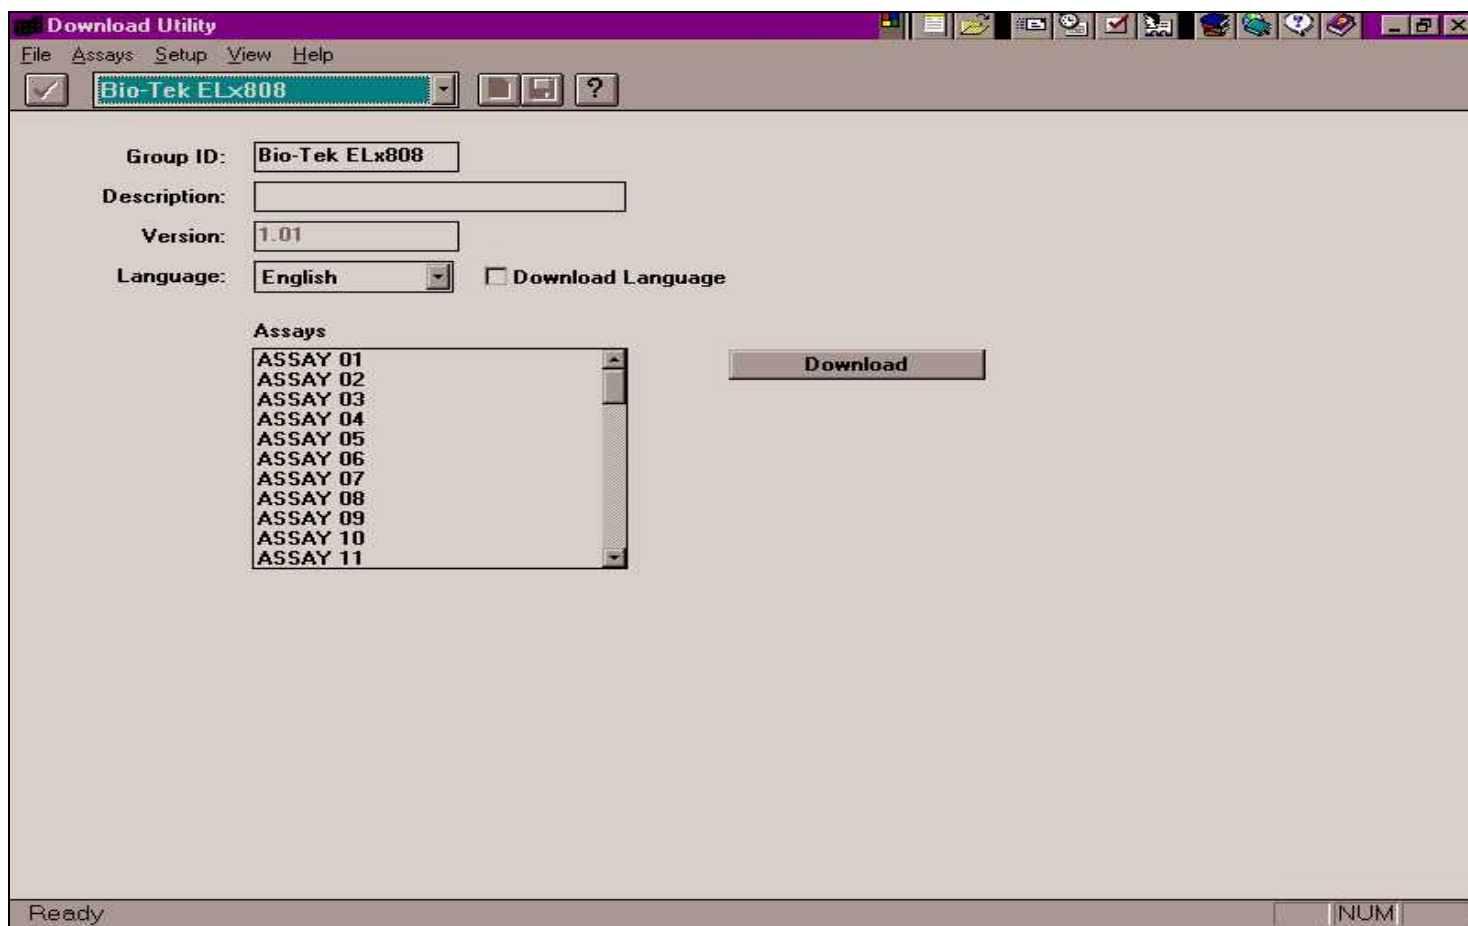 Download Utility
File Assays Setup View Help
Bio-Tek ELx808 ?
Group ID: Bio-Tek ELx808
Description:
Version: 1.01
Language: English Download Language
Assays
ASSAY 01 Download
ASSAY 02
ASSAY 03
ASSAY 04
ASSAY 05
ASSAY 06
ASSAY 07
ASSAY 08
ASSAY 09
ASSAY 10
ASSAY 11
Ready NUM